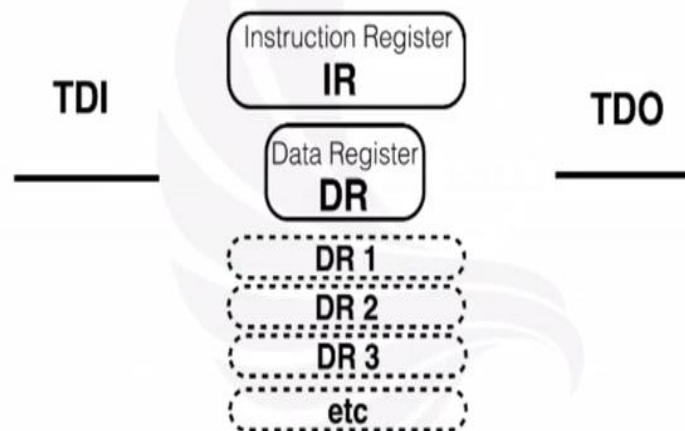 Instruction Register
IR
TDI
TDO
Data Register
DR
DR 1
DR 2
DR 3
etc